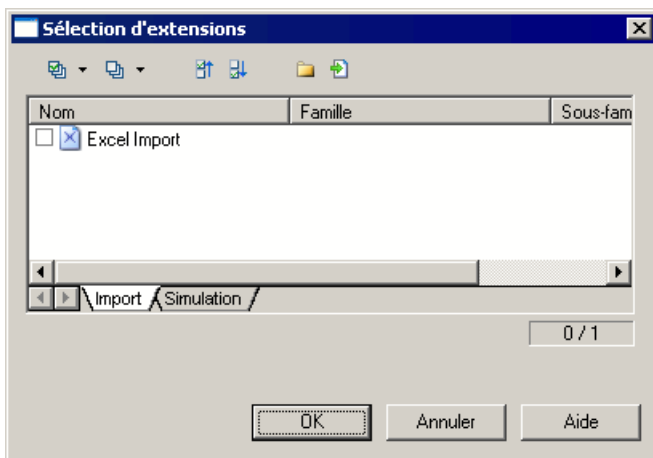 Sélection d'extensions
Nom Famille Sous-fam
Excel Import
Import Simulation
0 / 1
OK Annuler Aide